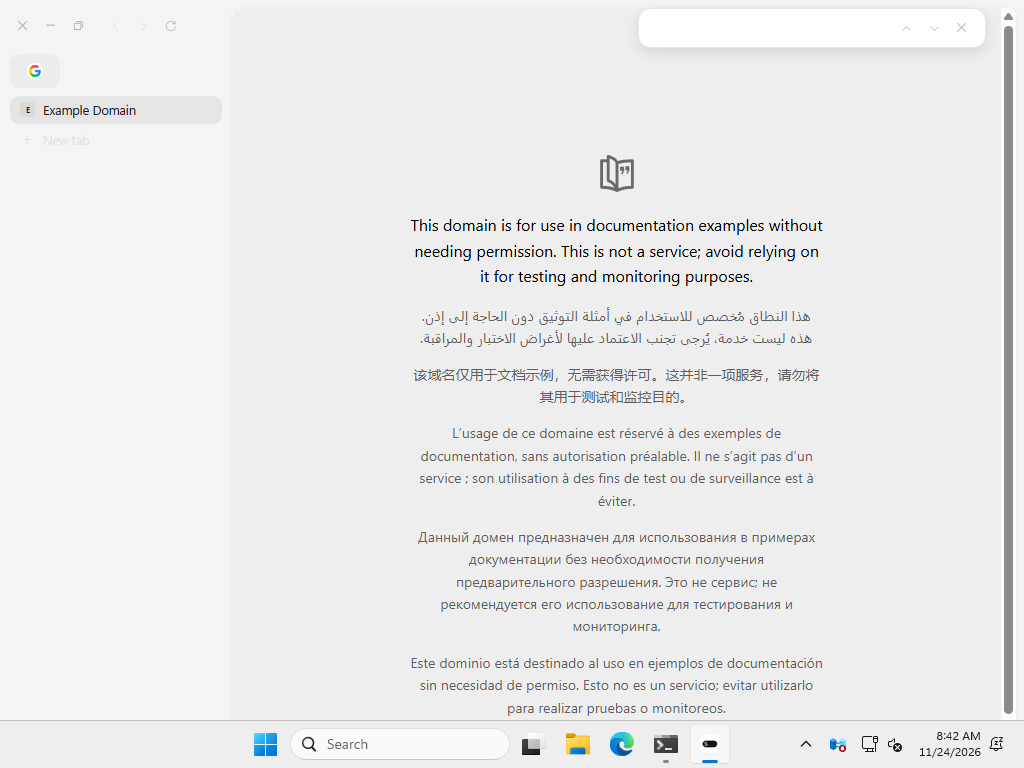 E Example Domain
+ New tab
This domain is for use in documentation examples without
needing permission. This is not a service; avoid relying on
it for testing and monitoring purposes.
هذا النطاق مُخصص للاستخدام في أمثلة التوثيق دون الحاجة إلى إذن.
هذه ليست خدمة، يُرجى تجنب الاعتماد عليها لأغراض الاختبار والمراقبة.
该域名仅用于文档示例，无需获得许可。这并非一项服务，请勿将
其用于测试和监控目的。
L’usage de ce domaine est réservé à des exemples de
documentation, sans autorisation préalable. Il ne s’agit pas d’un
service ; son utilisation à des fins de test ou de surveillance est à
éviter.
Данный домен предназначен для использования в примерах
документации без необходимости получения
предварительного разрешения. Это не сервис; не
рекомендуется его использование для тестирования и
мониторинга.
Este dominio está destinado al uso en ejemplos de documentación
sin necesidad de permiso. Esto no es un servicio; evitar utilizarlo
para realizar pruebas o monitoreos.
Search
8:42 AM
11/24/2026